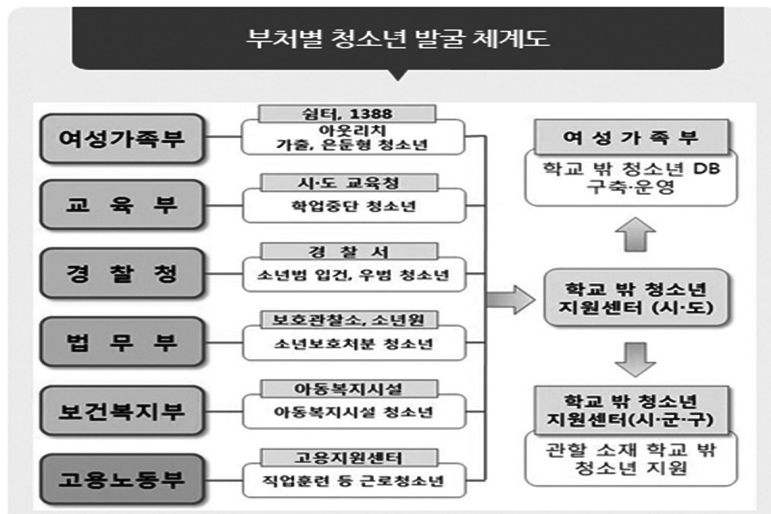 부처별 청소년 발굴 체계도
여성가족부
쉼터, 1388
아웃리치
가출, 은둔형 청소년
교 육 부
시·도 교육청
학업중단 청소년
경 찰 청
경 찰 서
소년범 입건, 우범 청소년
법 무 부
보호관찰소, 소년원
소년보호처분 청소년
보건복지부
아동복지시설
아동복지시설 청소년
고용노동부
고용지원센터
직업훈련 등 근로청소년
여 성 가 족 부
학교 밖 청소년 DB
구축·운영
학교 밖 청소년
지원센터 (시·도)
학교 밖 청소년
지원센터(시·군·구)
관할 소재 학교 밖
청소년 지원